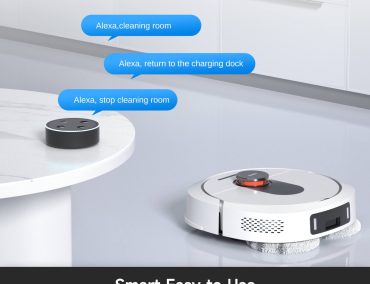 Alexa,cleaning room
Alexa, return to the charging dock
Alexa, stop cleaning room
Smart Easy to Use